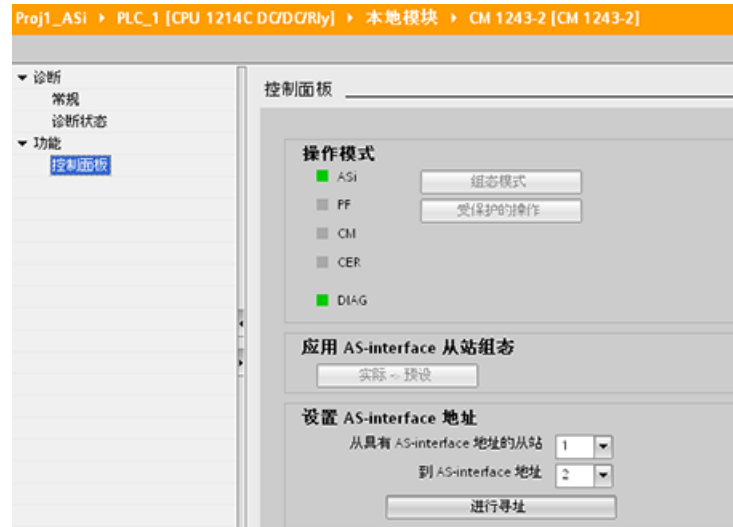 Proj1_ASi ▸ PLC_1 [CPU 1214C DC/DC/Rly] ▸ 本地模块 ▸ CM 1243-2 [CM 1243-2]
诊断
常规
诊断状态
功能
控制面板
控制面板
操作模式
ASi 组态模式
PF 受保护的操作
CM
CER
DIAG
应用 AS-interface 从站组态
实际 -> 预设
设置 AS-interface 地址
从具有 AS-interface 地址的从站 1
到 AS-interface 地址 2
进行寻址